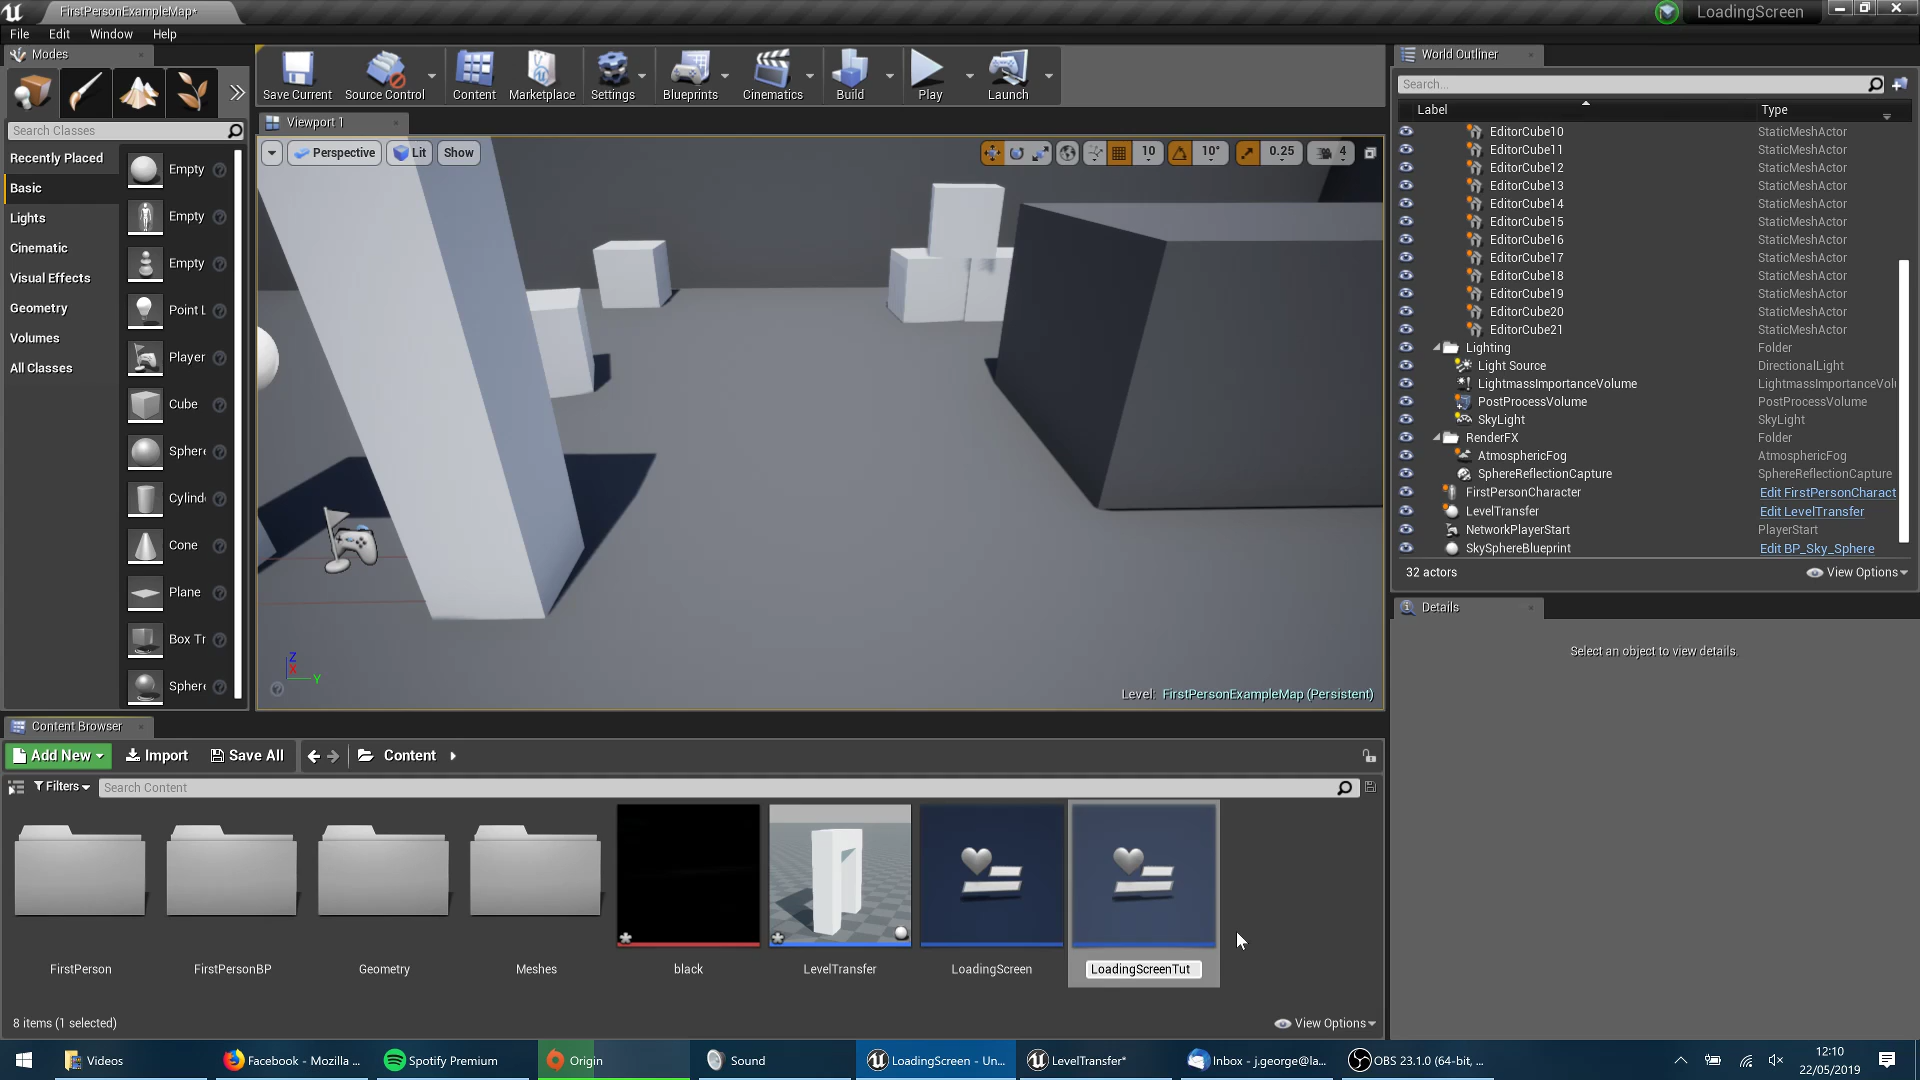 FirstPersonExampleMap*
LoadingScreen
File Edit Window Help
Modes
Search Classes
Recently Placed
Basic
Lights
Cinematic
Visual Effects
Geometry
Volumes
All Classes
Empty
Empty
Empty
Point L
Player
Cube
Sphere
Cylind
Cone
Plane
Box Tr
Sphere
Save Current Source Control Content Marketplace Settings Blueprints Cinematics Build Play Launch
Viewport 1
Perspective Lit Show
10 10° 0.25 4
Z
X
Y
Level: FirstPersonExampleMap (Persistent)
World Outliner
Search...
Label Type
EditorCube10 StaticMeshActor
EditorCube11 StaticMeshActor
EditorCube12 StaticMeshActor
EditorCube13 StaticMeshActor
EditorCube14 StaticMeshActor
EditorCube15 StaticMeshActor
EditorCube16 StaticMeshActor
EditorCube17 StaticMeshActor
EditorCube18 StaticMeshActor
EditorCube19 StaticMeshActor
EditorCube20 StaticMeshActor
EditorCube21 StaticMeshActor
Lighting Folder
Light Source DirectionalLight
LightmassImportanceVolume LightmassImportanceVolu
PostProcessVolume PostProcessVolume
SkyLight SkyLight
RenderFX Folder
AtmosphericFog AtmosphericFog
SphereReflectionCapture SphereReflectionCapture
FirstPersonCharacter Edit FirstPersonCharact
LevelTransfer Edit LevelTransfer
NetworkPlayerStart PlayerStart
SkySphereBlueprint Edit BP_Sky_Sphere
32 actors View Options
Details
Select an object to view details.
Content Browser
Add New Import Save All Content
Filters Search Content
FirstPerson FirstPersonBP Geometry Meshes black LevelTransfer LoadingScreen LoadingScreenTut
8 items (1 selected) View Options
Videos Facebook - Mozilla ... Spotify Premium Origin Sound LoadingScreen - Un... LevelTransfer* Inbox - j.george@la... OBS 23.1.0 (64-bit, ...
12:10
22/05/2019